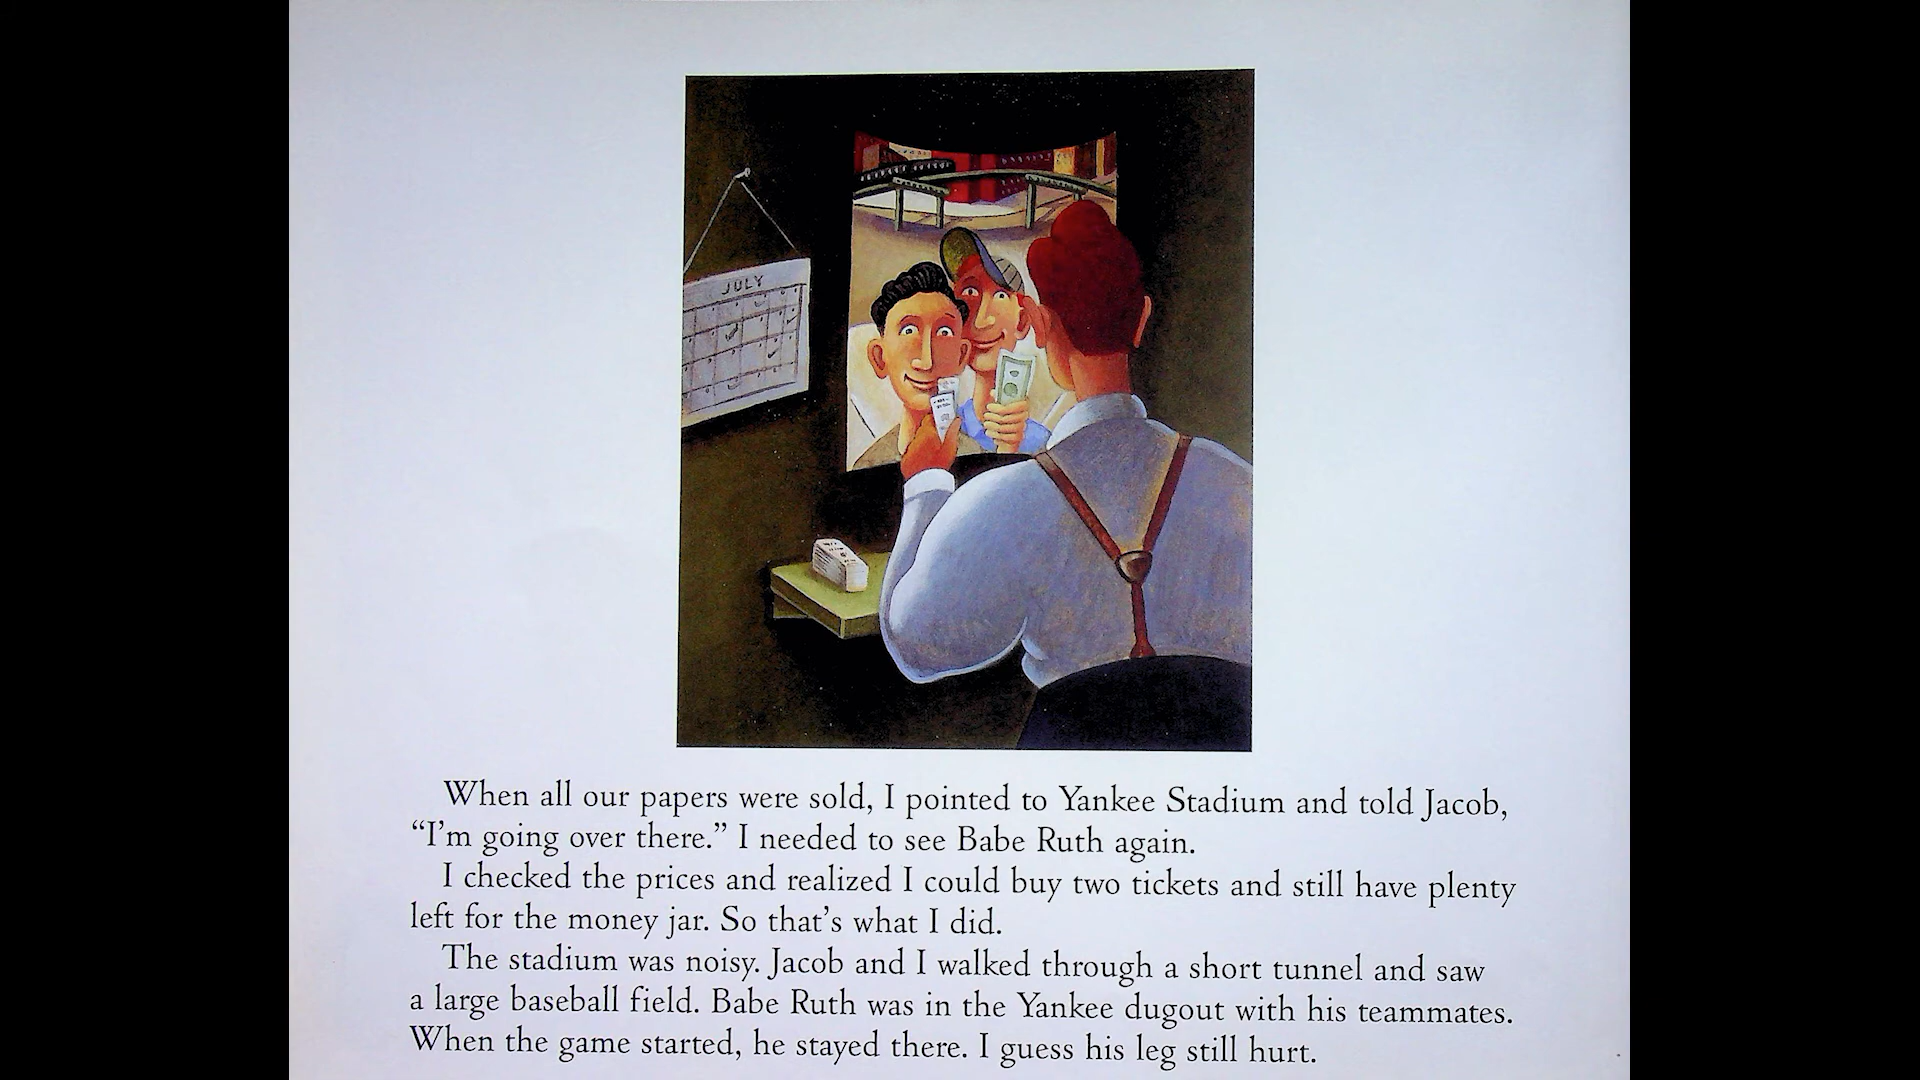 JULY
When all our papers were sold, I pointed to Yankee Stadium and told Jacob,
“I’m going over there.” I needed to see Babe Ruth again.
I checked the prices and realized I could buy two tickets and still have plenty
left for the money jar. So that’s what I did.
The stadium was noisy. Jacob and I walked through a short tunnel and saw
a large baseball field. Babe Ruth was in the Yankee dugout with his teammates.
When the game started, he stayed there. I guess his leg still hurt.